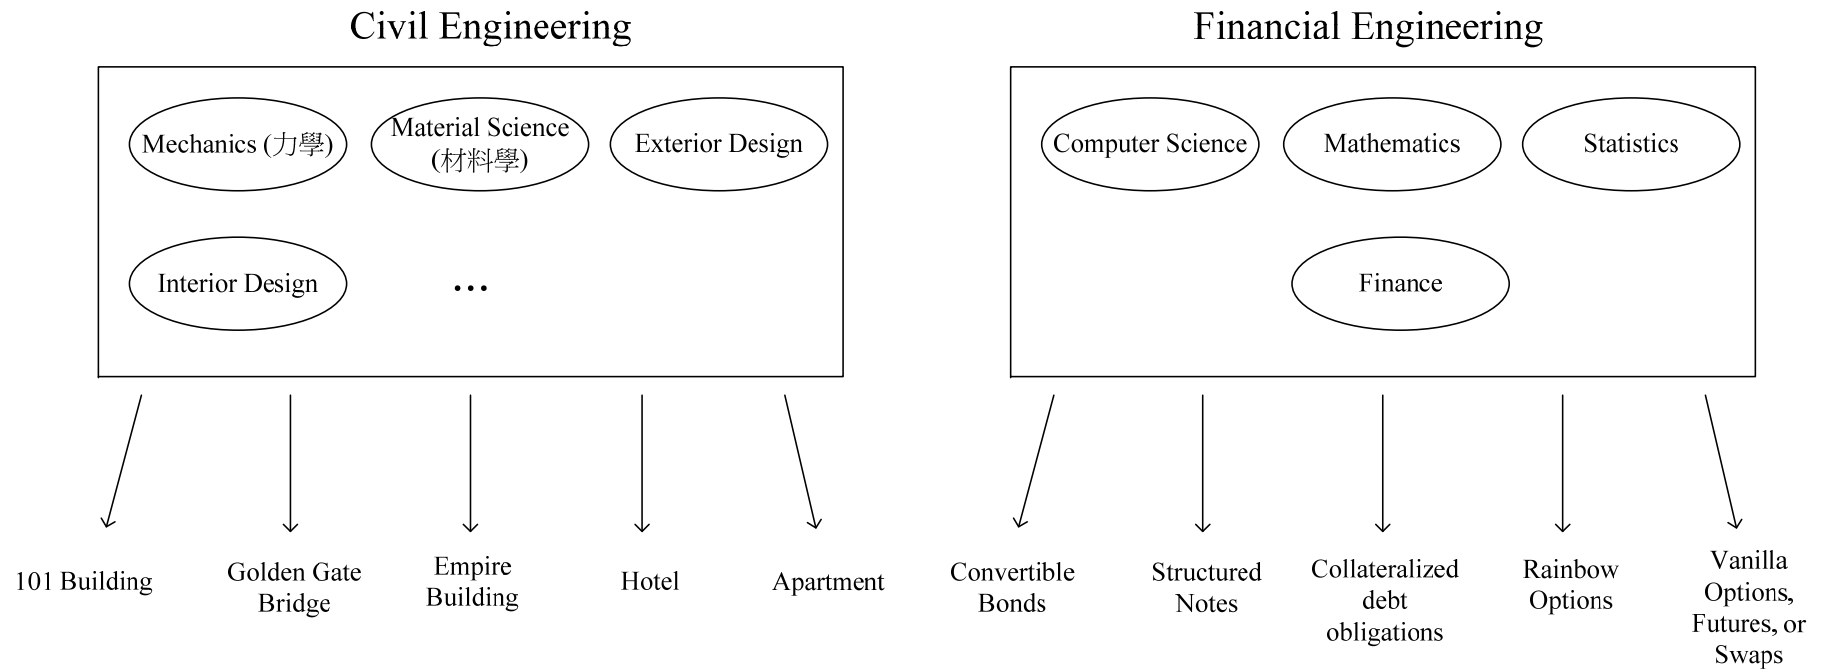 Civil Engineering
Mechanics (力學)
Material Science
(材料學)
Exterior Design
Interior Design
...
101 Building
Golden Gate
Bridge
Empire
Building
Hotel
Apartment
Financial Engineering
Computer Science
Mathematics
Statistics
Finance
Convertible
Bonds
Structured
Notes
Collateralized
debt
obligations
Rainbow
Options
Vanilla
Options,
Futures, or
Swaps